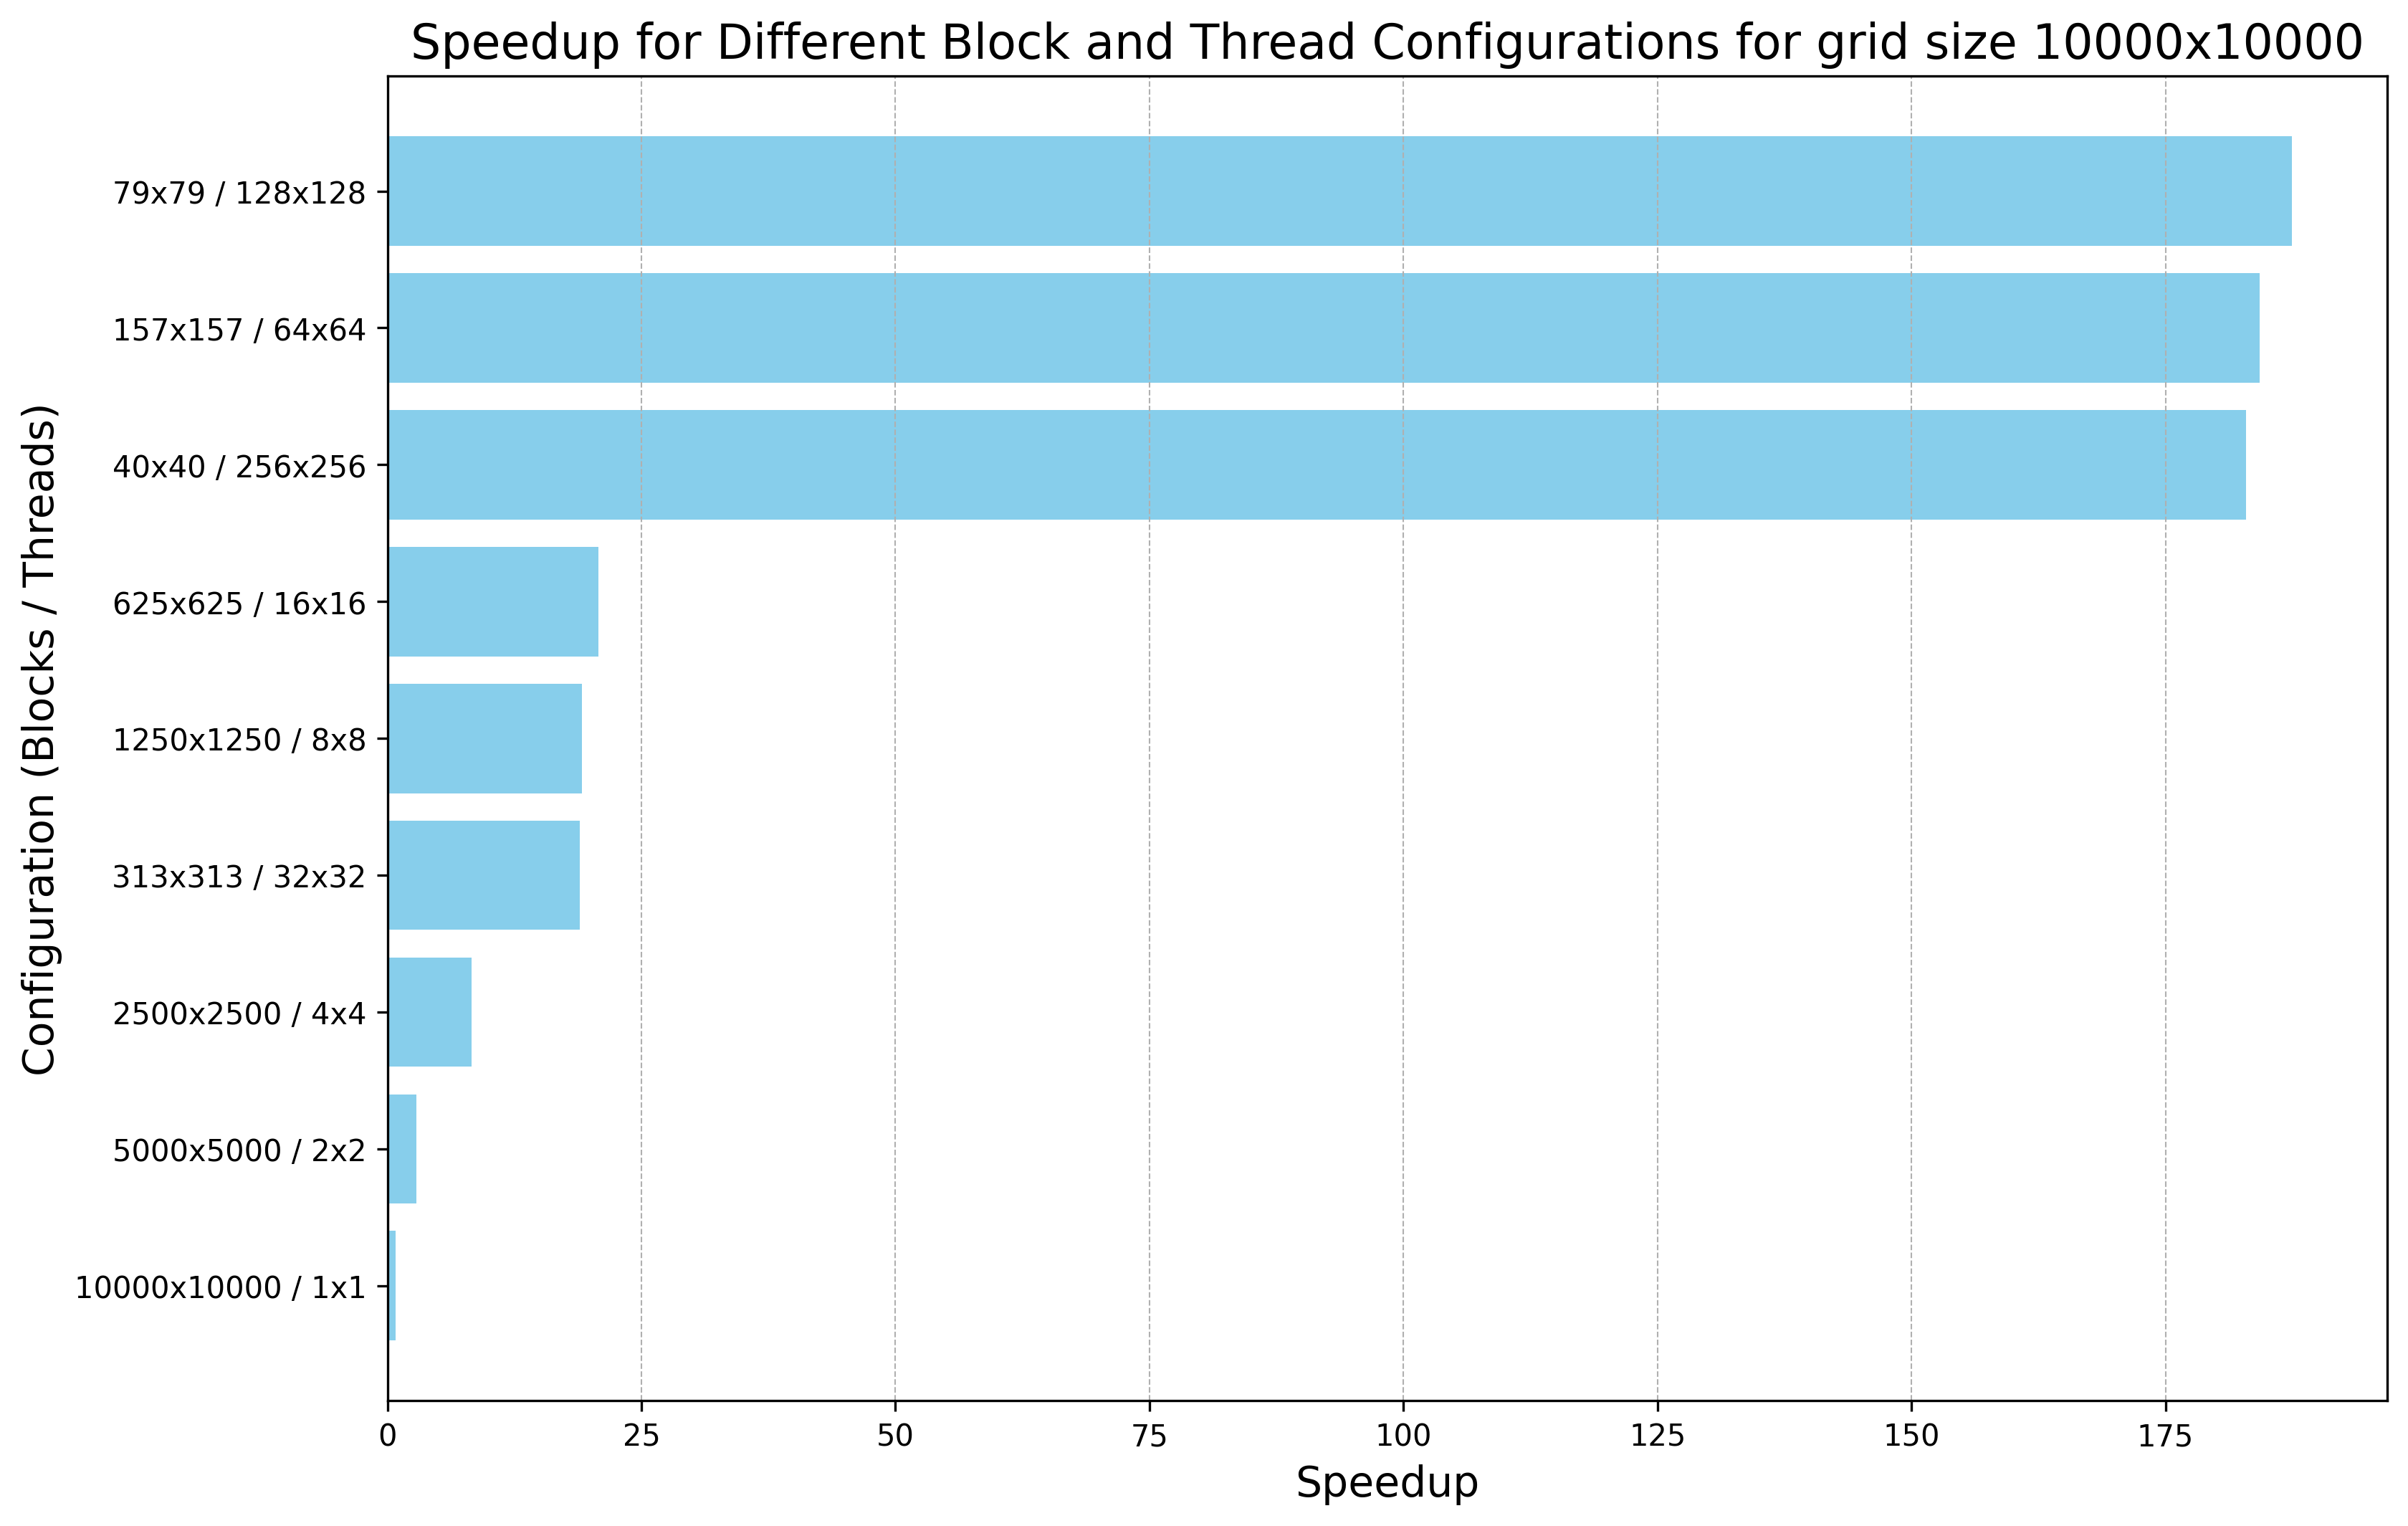 Speedup for Different Block and Thread Configurations for grid size 10000x10000
Configuration (Blocks / Threads)
79x79 / 128x128
157x157 / 64x64
40x40 / 256x256
625x625 / 16x16
1250x1250 / 8x8
313x313 / 32x32
2500x2500 / 4x4
5000x5000 / 2x2
10000x10000 / 1x1
0 25 50 75 100 125 150 175
Speedup